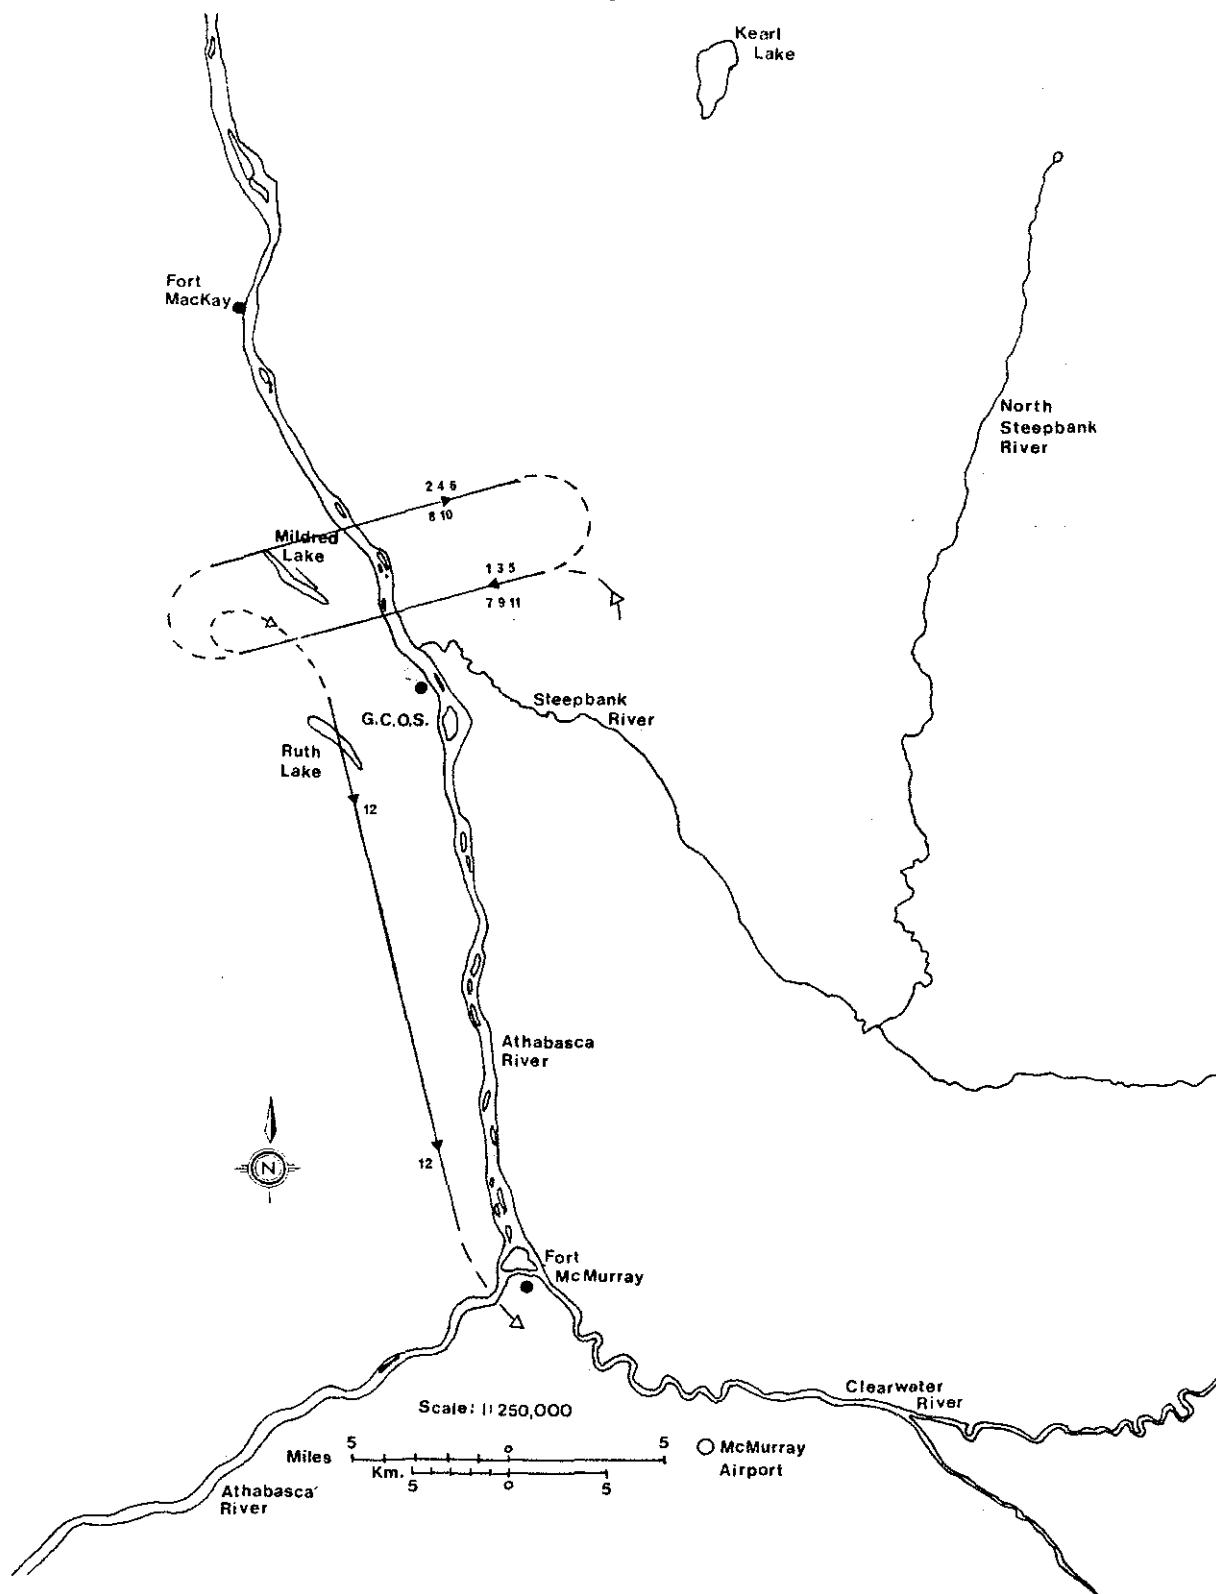 Kearl
Lake
Fort
MacKay
North
Steepbank
River
2 4 6
8 10
Mildred
Lake
1 3 5
7 9 11
Steepbank
River
G.C.O.S.
Ruth
Lake
12
Athabasca
River
12
N
Fort
McMurray
Clearwater
River
Scale: 1:250,000
5 0 5
Miles
Km.
5 0 5
McMurray
Airport
Athabasca
River